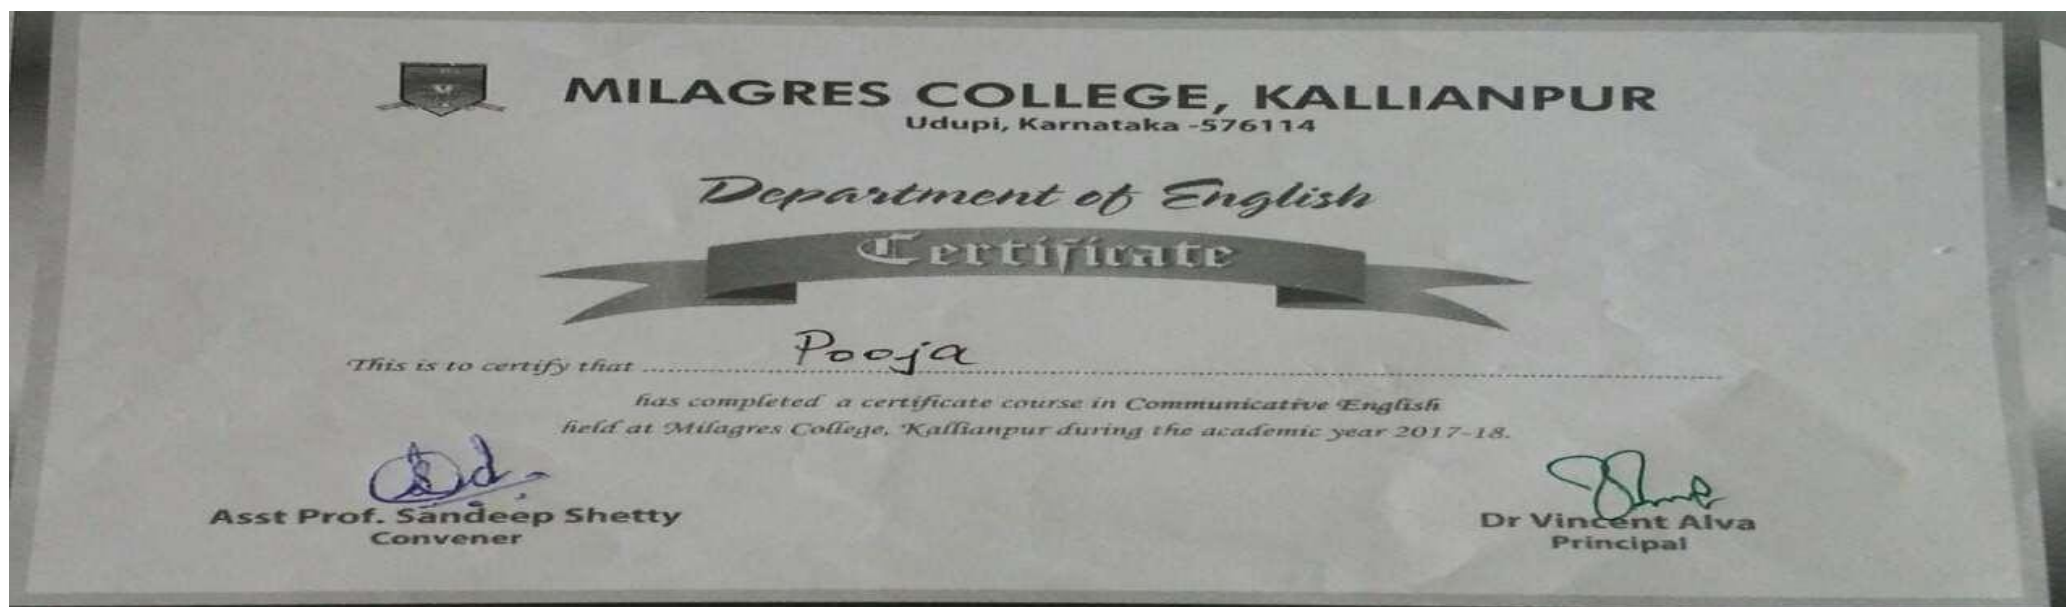 MILAGRES COLLEGE, KALLIANPUR
Udupi, Karnataka -576114
Department of English
Certificate
This is to certify that ........ Pooja ........
has completed a certificate course in Communicative English
held at Milagres College, Kallianpur during the academic year 2017-18.
Asst Prof. Sandeep Shetty
Convener
Dr Vincent Alva
Principal